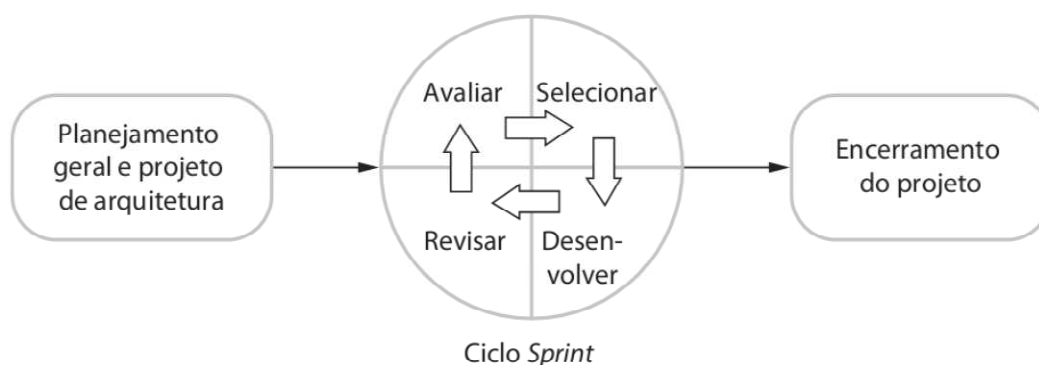 Planejamento
geral e projeto
de arquitetura
Avaliar
Selecionar
Revisar
Desen-
volver
Encerramento
do projeto
Ciclo Sprint